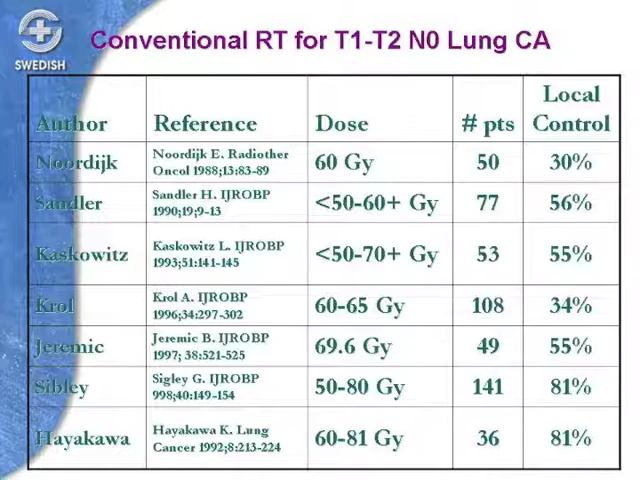 SWEDISH
Conventional RT for T1-T2 N0 Lung CA
Author Reference Dose # pts Local Control
Noordijk Noordijk E. Radiother Oncol 1988;13:83-89 60 Gy 50 30%
Sandler Sandler H. IJROBP 1990;19;9-13 <50-60+ Gy 77 56%
Kaskowitz Kaskowitz L. IJROBP 1993;51:141-145 <50-70+ Gy 53 55%
Krol Krol A. IJROBP 1996;34:297-302 60-65 Gy 108 34%
Jeremic Jeremic B. IJROBP 1997; 38:521-525 69.6 Gy 49 55%
Sibley Sigley G. IJROBP 998;40:149-154 50-80 Gy 141 81%
Hayakawa Hayakawa K. Lung Cancer 1992;8:213-224 60-81 Gy 36 81%